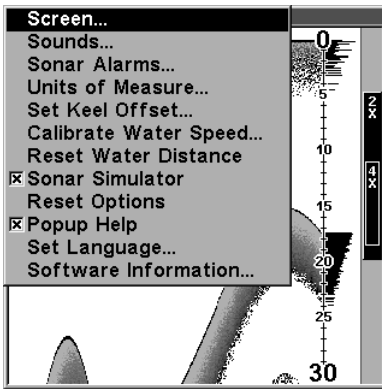 Screen...
Sounds...
Sonar Alarms...
Units of Measure...
Set Keel Offset...
Calibrate Water Speed...
Reset Water Distance
Sonar Simulator
Reset Options
Popup Help
Set Language...
Software Information...
0
5
10
15
20
25
30
2X
4X